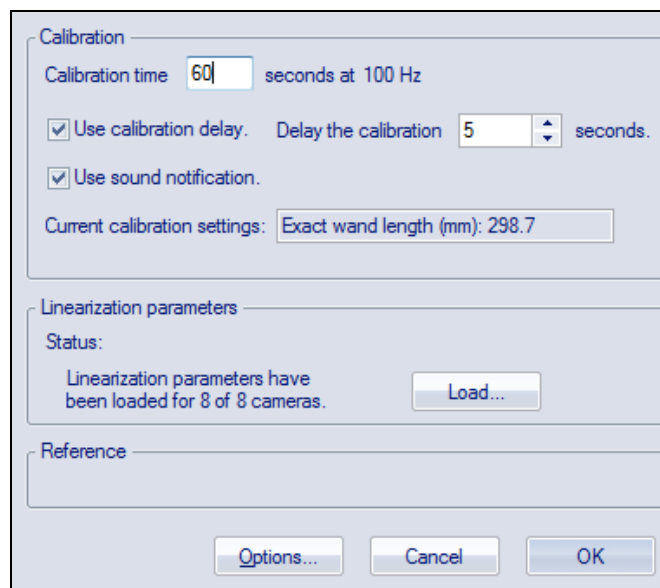 Calibration
Calibration time 60 seconds at 100 Hz
Use calibration delay. Delay the calibration 5 seconds.
Use sound notification.
Current calibration settings: Exact wand length (mm): 298.7
Linearization parameters
Status:
Linearization parameters have
been loaded for 8 of 8 cameras.
Load...
Reference
Options... Cancel OK